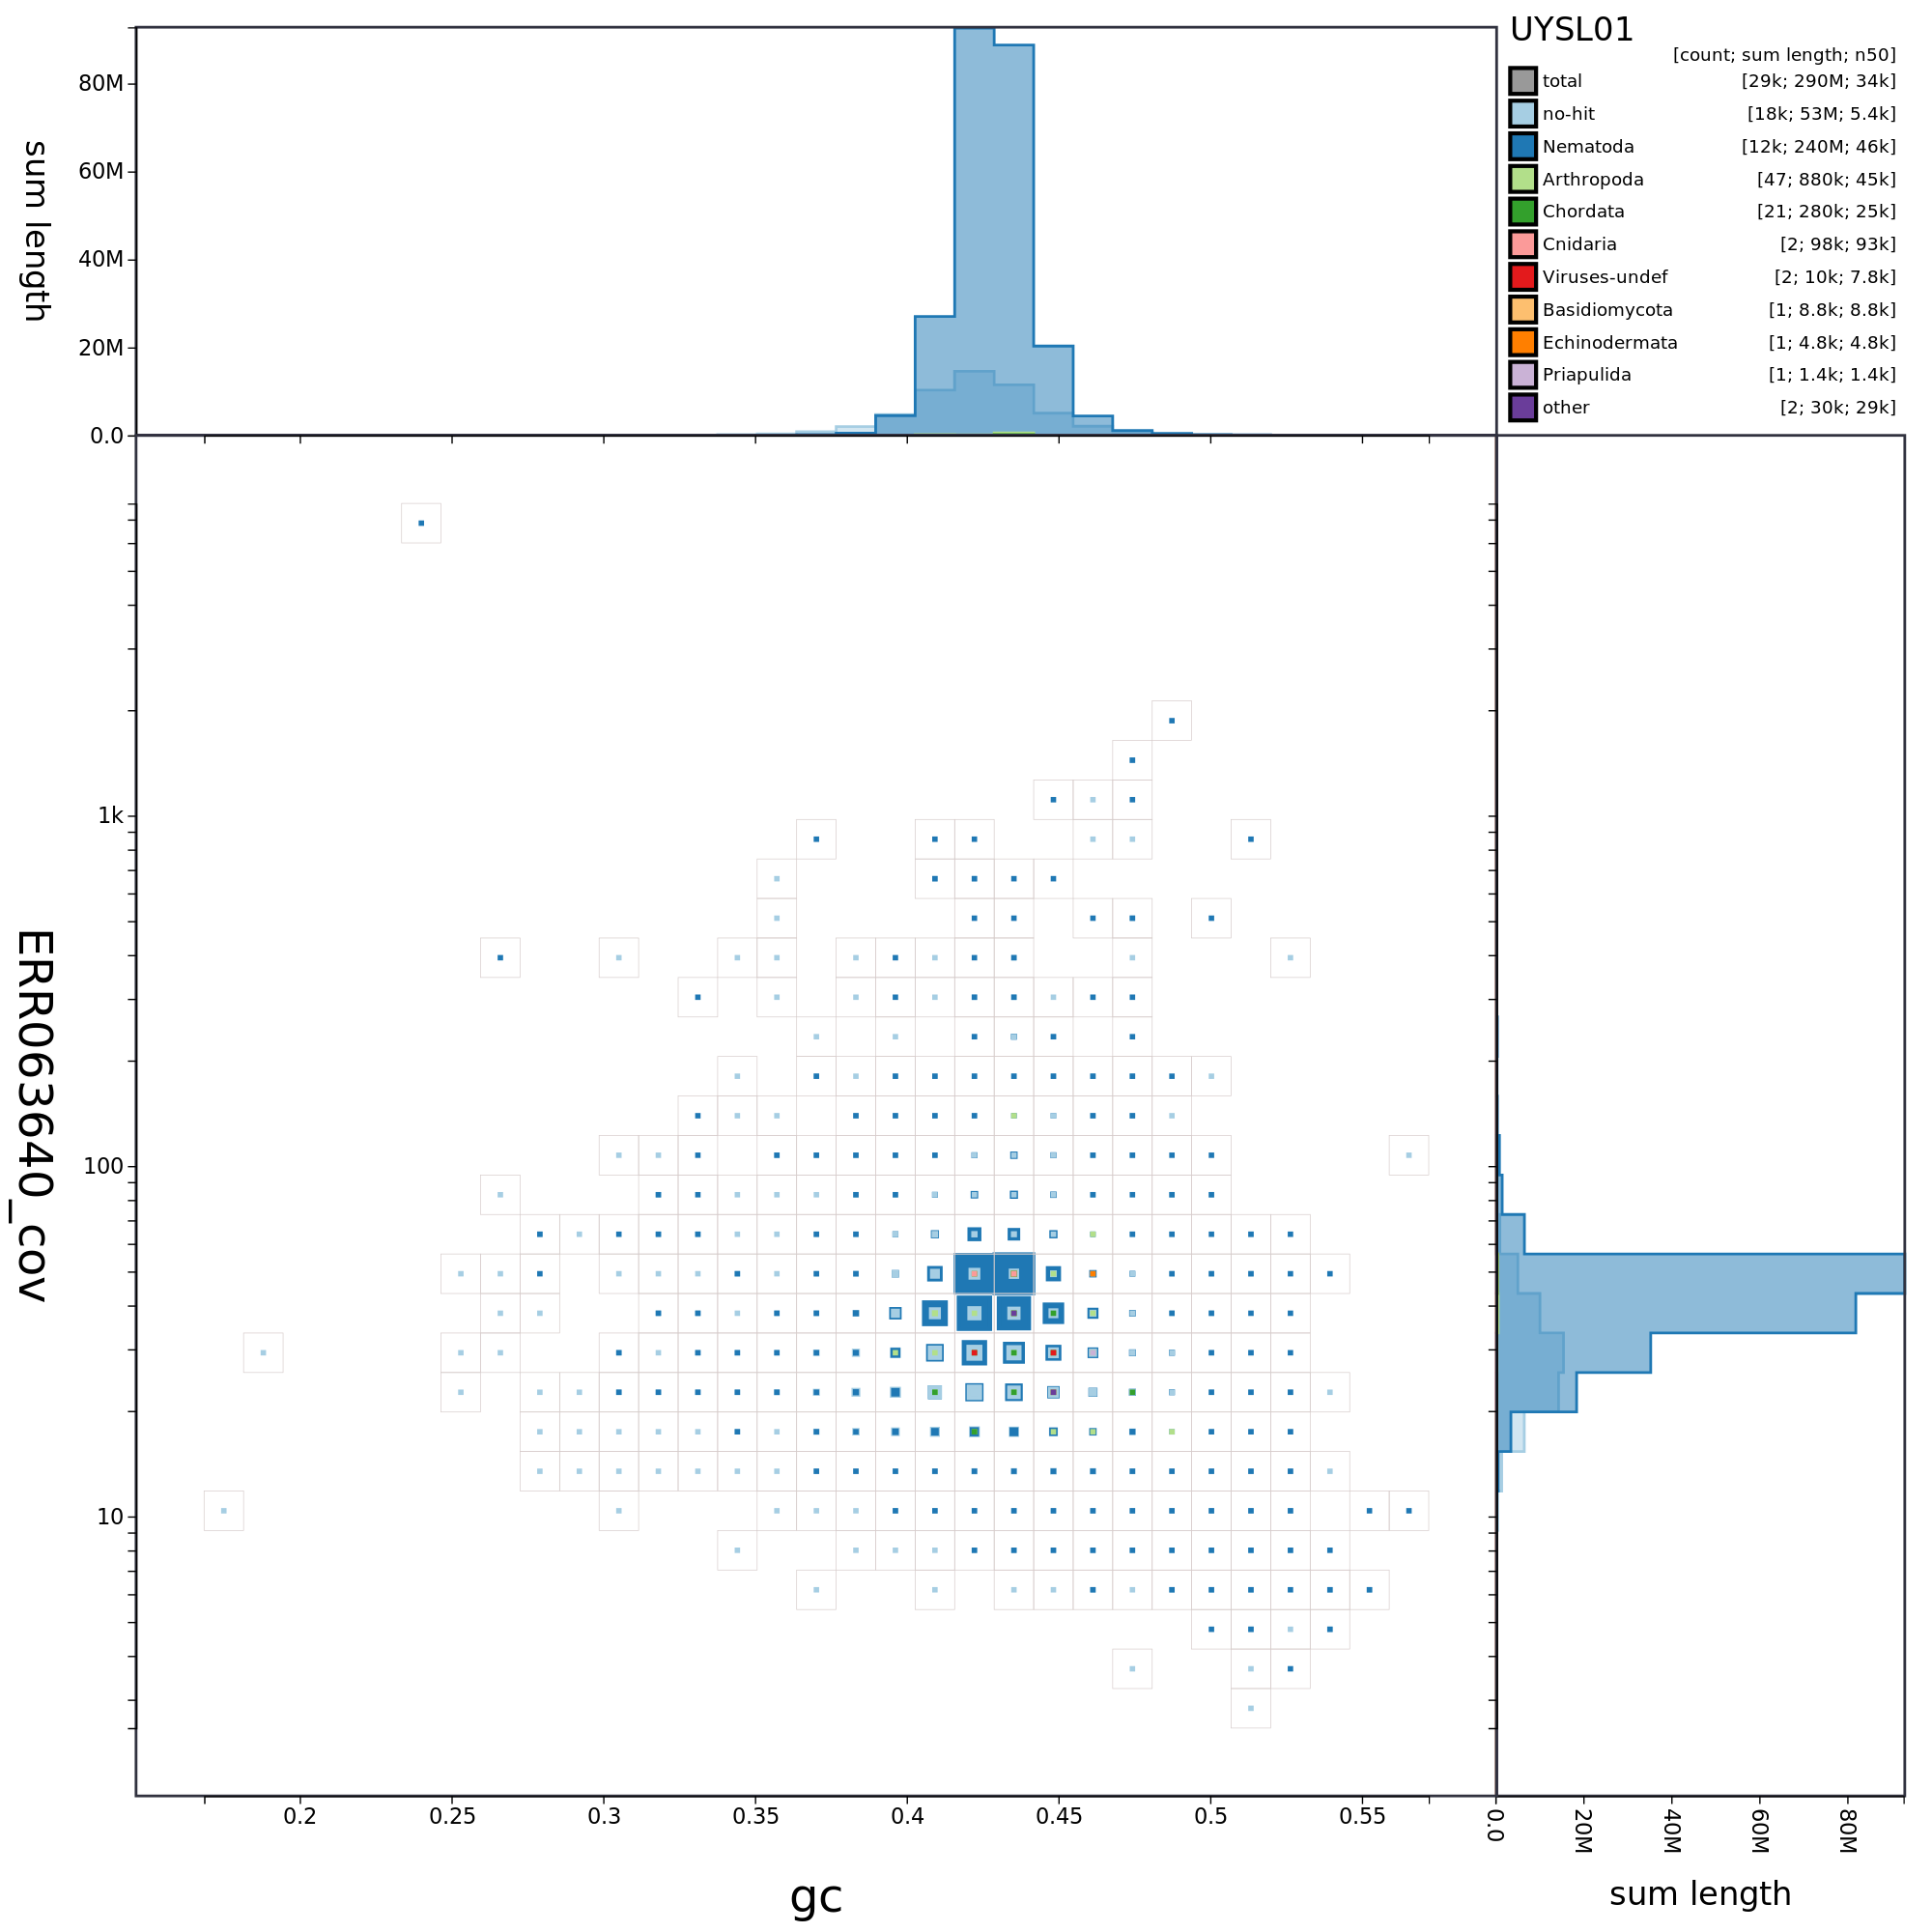 UYSL01
[count; sum length; n50]
total [29k; 290M; 34k]
no-hit [18k; 53M; 5.4k]
Nematoda [12k; 240M; 46k]
Arthropoda [47; 880k; 45k]
Chordata [21; 280k; 25k]
Cnidaria [2; 98k; 93k]
Viruses-undef [2; 10k; 7.8k]
Basidiomycota [1; 8.8k; 8.8k]
Echinodermata [1; 4.8k; 4.8k]
Priapulida [1; 1.4k; 1.4k]
other [2; 30k; 29k]
sum length
80M
60M
40M
20M
0.0
ERR063640_cov
1k
100
10
0.2 0.25 0.3 0.35 0.4 0.45 0.5 0.55
gc
0.0 20M 40M 60M 80M
sum length